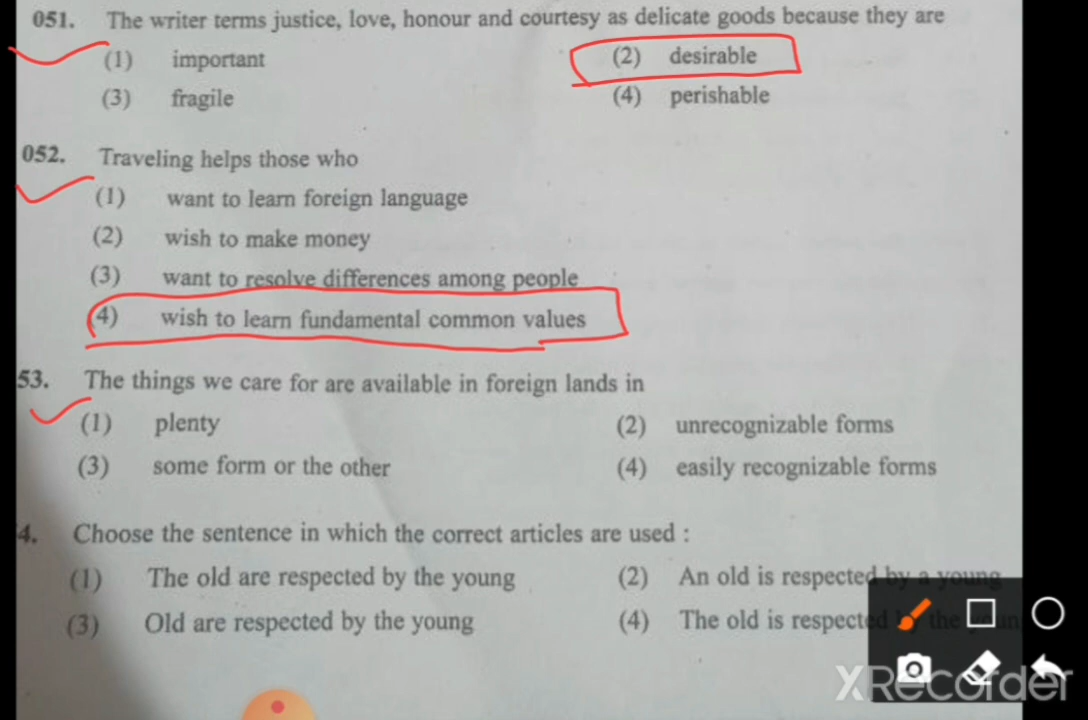 051. The writer terms justice, love, honour and courtesy as delicate goods because they are
(1) important (2) desirable
(3) fragile (4) perishable
052. Traveling helps those who
(1) want to learn foreign language
(2) wish to make money
(3) want to resolve differences among people
(4) wish to learn fundamental common values
53. The things we care for are available in foreign lands in
(1) plenty (2) unrecognizable forms
(3) some form or the other (4) easily recognizable forms
4. Choose the sentence in which the correct articles are used :
(1) The old are respected by the young (2) An old is respected by a young
(3) Old are respected by the young (4) The old is respected the
XRecorder